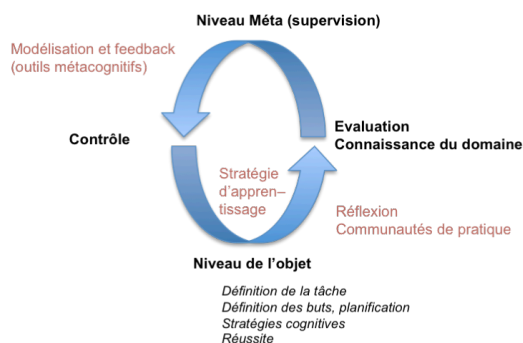 Niveau Méta (supervision)
Modélisation et feedback
(outils métacognitifs)
Contrôle
Evaluation
Connaissance du domaine
Stratégie
d'appren–
tissage
Réflexion
Communautés de pratique
Niveau de l'objet
Définition de la tâche
Définition des buts, planification
Stratégies cognitives
Réussite